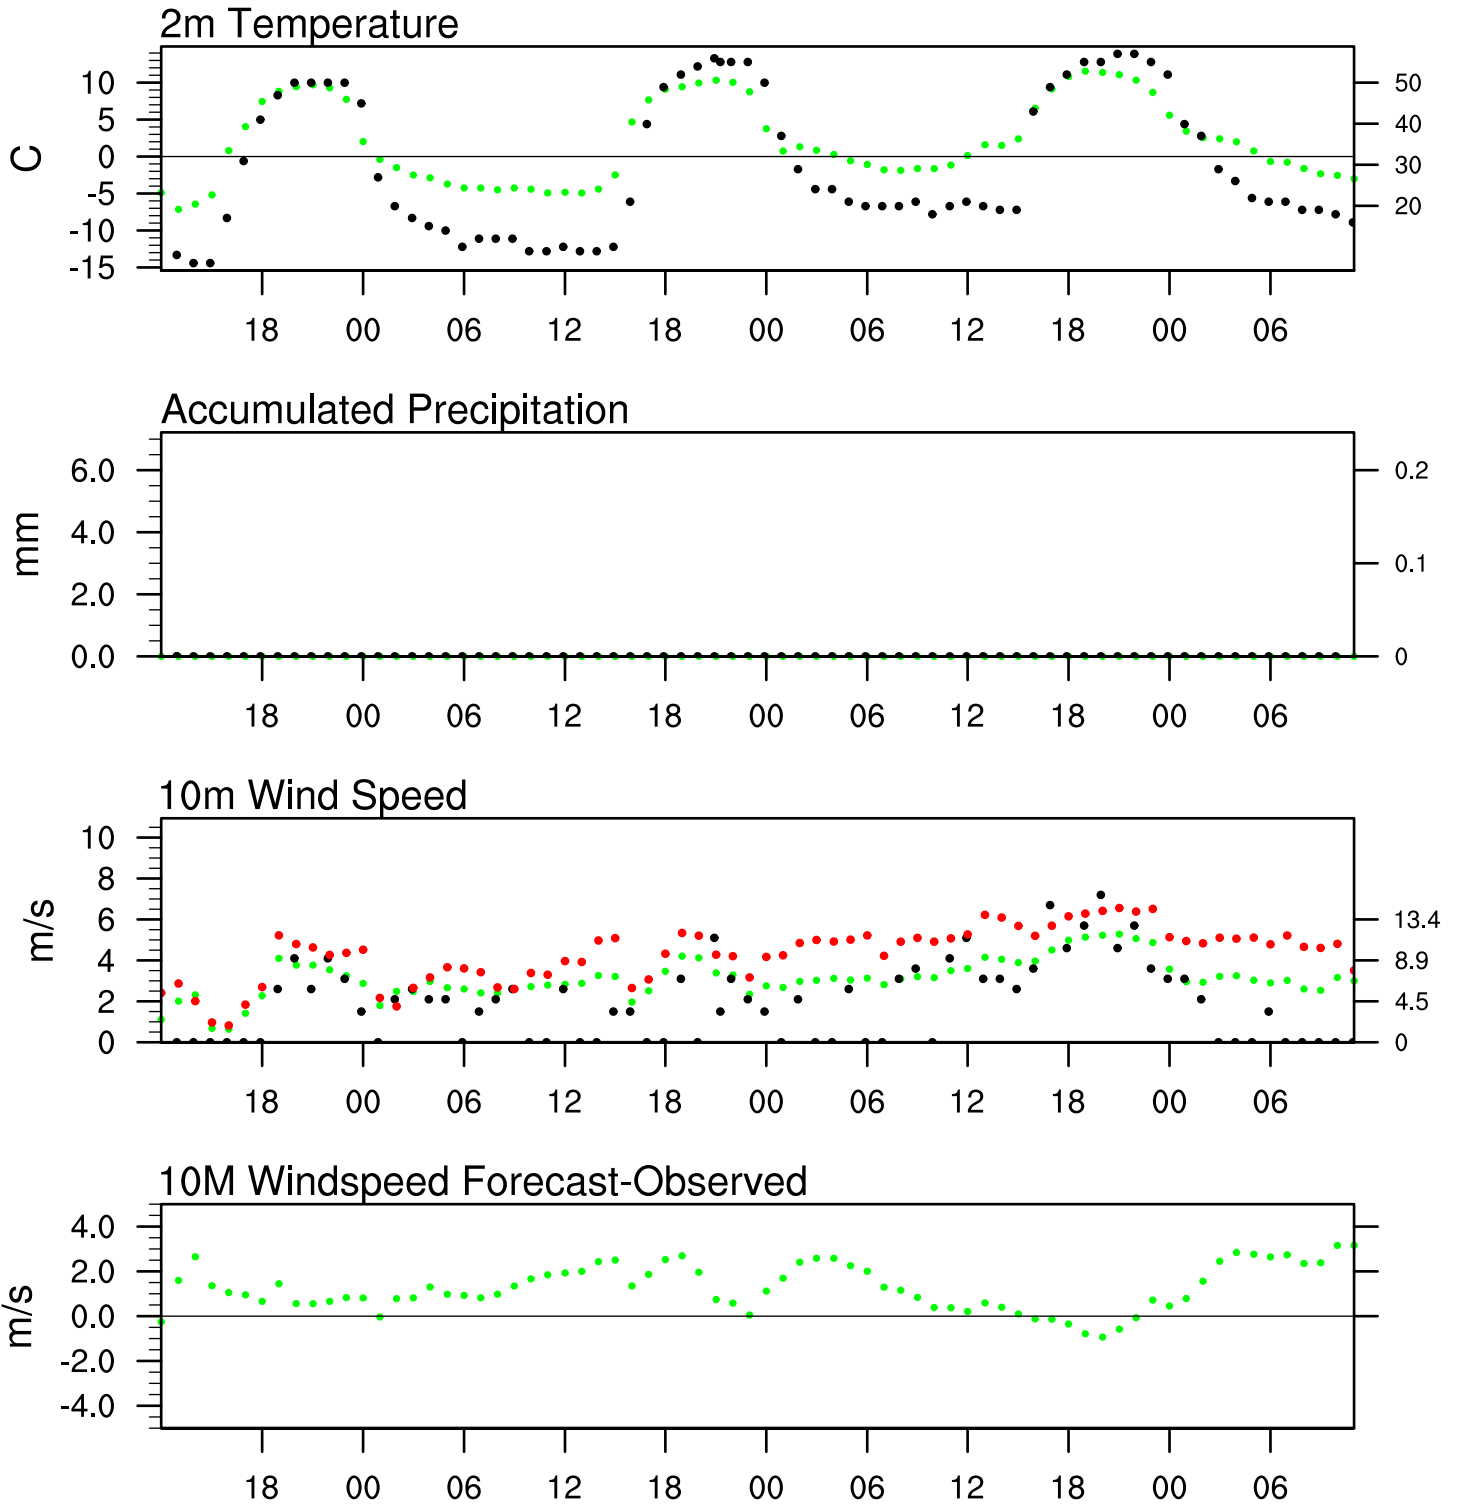 2m Temperature
C
10
5
0
-5
-10
-15
50
40
30
20
18 00 06 12 18 00 06 12 18 00 06
Accumulated Precipitation
mm
6.0
4.0
2.0
0.0
0.2
0.1
0
18 00 06 12 18 00 06 12 18 00 06
10m Wind Speed
m/s
10
8
6
4
2
0
13.4
8.9
4.5
0
18 00 06 12 18 00 06 12 18 00 06
10M Windspeed Forecast-Observed
m/s
4.0
2.0
0.0
-2.0
-4.0
18 00 06 12 18 00 06 12 18 00 06